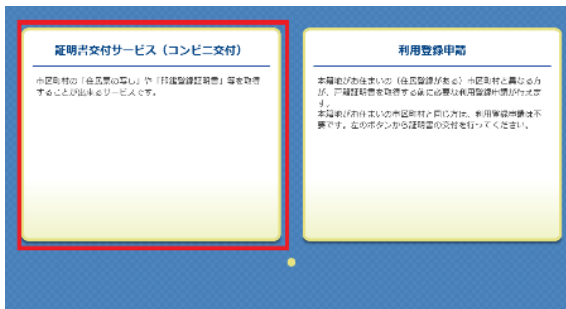 証明書交付サービス（コンビニ交付）
市区町村の「住民票の写し」や「印鑑登録証明書」等を取得
することが出来るサービスです。
利用登録申請
本籍地がお住まいの（住民登録がある）市区町村と異なる方
が、戸籍証明書を取得する為に必要な利用登録申請が行えま
す。
本籍地がお住まいの市区町村と同じ方は、利用登録申請は不
要です。左のボタンから証明書の交付を行ってください。